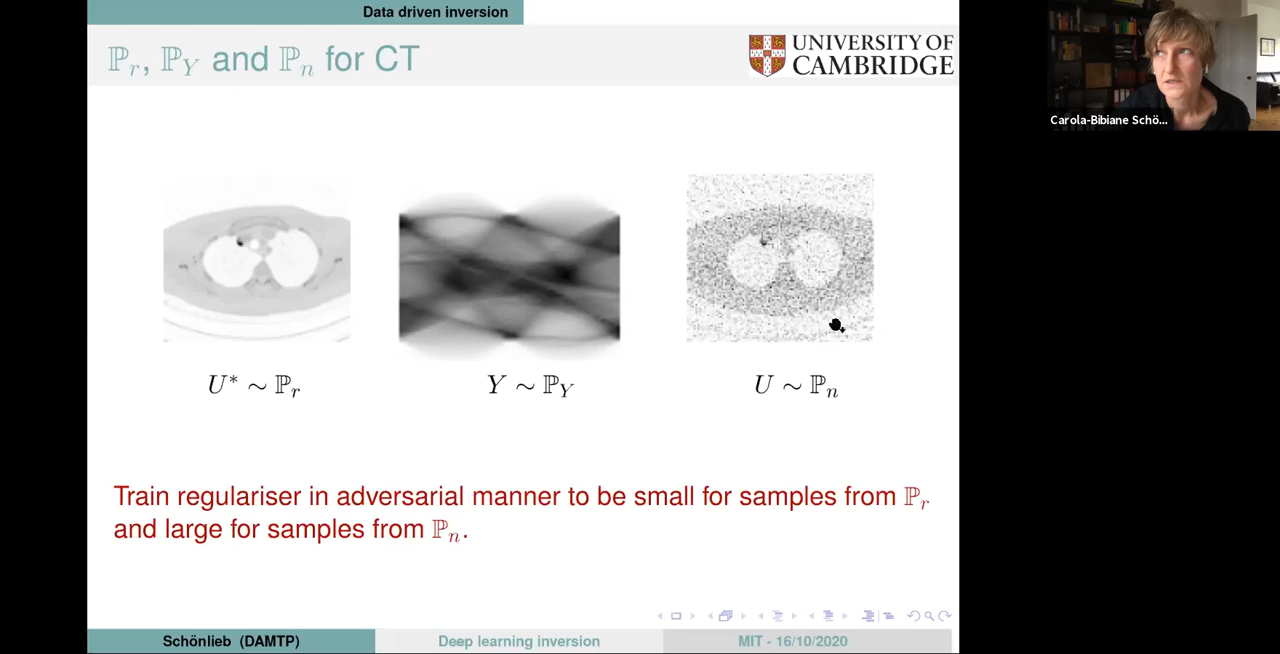 Data driven inversion
ℙ_r, ℙ_Y and ℙ_n for CT
UNIVERSITY OF
CAMBRIDGE
Carola-Bibiane Schö...
U* ∼ ℙ_r
Y ∼ ℙ_Y
U ∼ ℙ_n
Train regulariser in adversarial manner to be small for samples from ℙ_r
and large for samples from ℙ_n.
Schönlieb (DAMTP)
Deep learning inversion
MIT - 16/10/2020